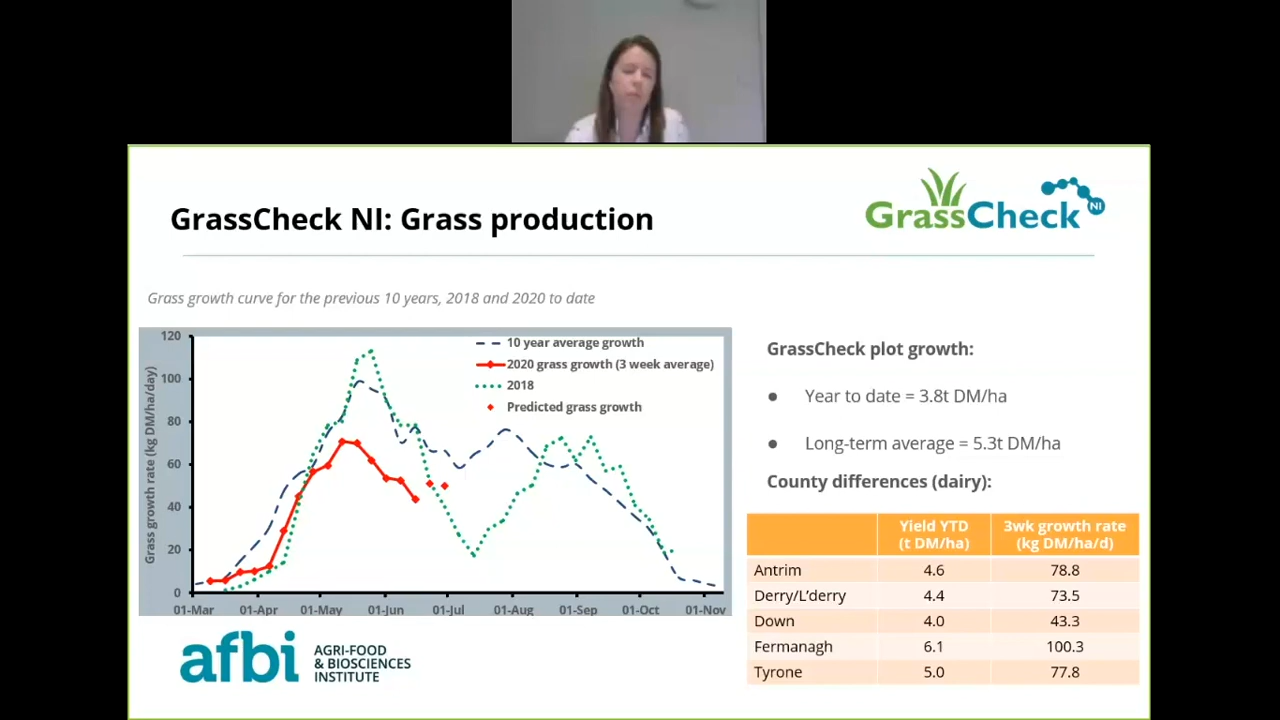 GrassCheck NI: Grass production
GrassCheck NI
Grass growth curve for the previous 10 years, 2018 and 2020 to date
Grass growth rate (kg DM/ha/day)
120
100
80
60
40
20
0
01-Mar 01-Apr 01-May 01-Jun 01-Jul 01-Aug 01-Sep 01-Oct 01-Nov
10 year average growth
2020 grass growth (3 week average)
2018
Predicted grass growth
GrassCheck plot growth:
● Year to date = 3.8t DM/ha
● Long-term average = 5.3t DM/ha
County differences (dairy):
Yield YTD 3wk growth rate
(t DM/ha) (kg DM/ha/d)
Antrim 4.6 78.8
Derry/L'derry 4.4 73.5
Down 4.0 43.3
Fermanagh 6.1 100.3
Tyrone 5.0 77.8
afbi
AGRI-FOOD
& BIOSCIENCES
INSTITUTE